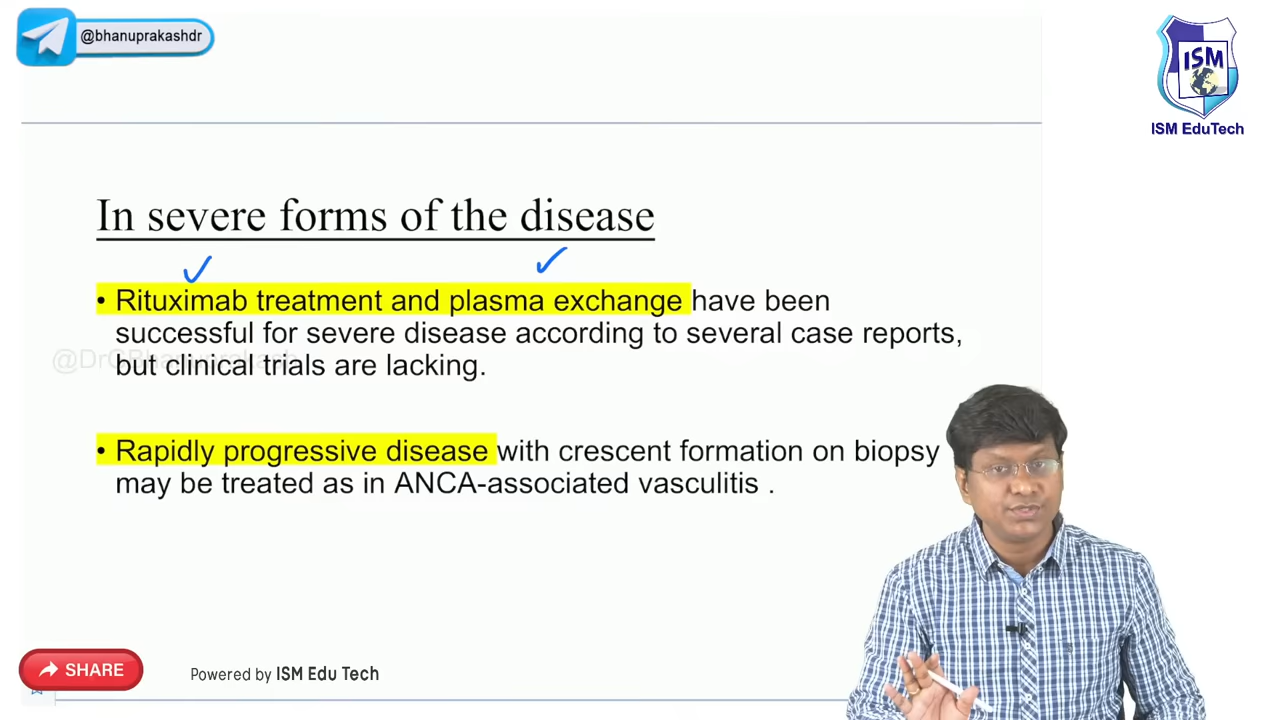 @bhanuprakashdr
ISM
ISM EduTech
In severe forms of the disease
• Rituximab treatment and plasma exchange have been
successful for severe disease according to several case reports,
but clinical trials are lacking.
@DrGBhanuprakash
• Rapidly progressive disease with crescent formation on biopsy
may be treated as in ANCA-associated vasculitis .
SHARE
Powered by ISM Edu Tech